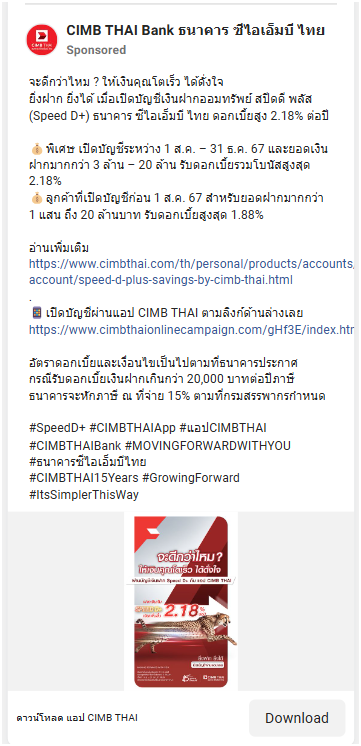 CIMB THAI Bank ธนาคาร ซีไอเอ็มบี ไทย
Sponsored
จะดีกว่าไหม ? ให้เงินคุณโตเร็ว ได้ดั่งใจ
ยิ่งฝาก ยิ่งได้ เมื่อเปิดบัญชีเงินฝากออมทรัพย์ สปีดดี พลัส
(Speed D+) ธนาคาร ซีไอเอ็มบี ไทย ดอกเบี้ยสูง 2.18% ต่อปี
💰 พิเศษ เปิดบัญชีระหว่าง 1 ส.ค. – 31 ธ.ค. 67 และยอดเงิน
ฝากมากกว่า 3 ล้าน – 20 ล้าน รับดอกเบี้ยรวมโบนัสสูงสุด
2.18%
💰 ลูกค้าที่เปิดบัญชีก่อน 1 ส.ค. 67 สำหรับยอดฝากมากกว่า
1 แสน ถึง 20 ล้านบาท รับดอกเบี้ยสูงสุด 1.88%
อ่านเพิ่มเติม
https://www.cimbthai.com/th/personal/products/accounts/
account/speed-d-plus-savings-by-cimb-thai.html
.
📱 เปิดบัญชีผ่านแอป CIMB THAI ตามลิงก์ด้านล่างเลย
https://www.cimbthaionlinecampaign.com/gHf3E/index.htm
อัตราดอกเบี้ยและเงื่อนไขเป็นไปตามที่ธนาคารประกาศ
กรณีรับดอกเบี้ยเงินฝากเกินกว่า 20,000 บาทต่อปีภาษี
ธนาคารจะหักภาษี ณ ที่จ่าย 15% ตามที่กรมสรรพากรกำหนด
#SpeedD+ #CIMBTHAIApp #แอปCIMBTHAI
#CIMBTHAIBank #MOVINGFORWARDWITHYOU
#ธนาคารซีไอเอ็มบีไทย
#CIMBTHAI15Years #GrowingForward
#ItsSimplerThisWay
จะดีกว่าไหม?
ให้เงินคุณโตเร็ว ได้ดั่งใจ
2.18%
CIMB THAI
ดาวน์โหลด แอป CIMB THAI
Download